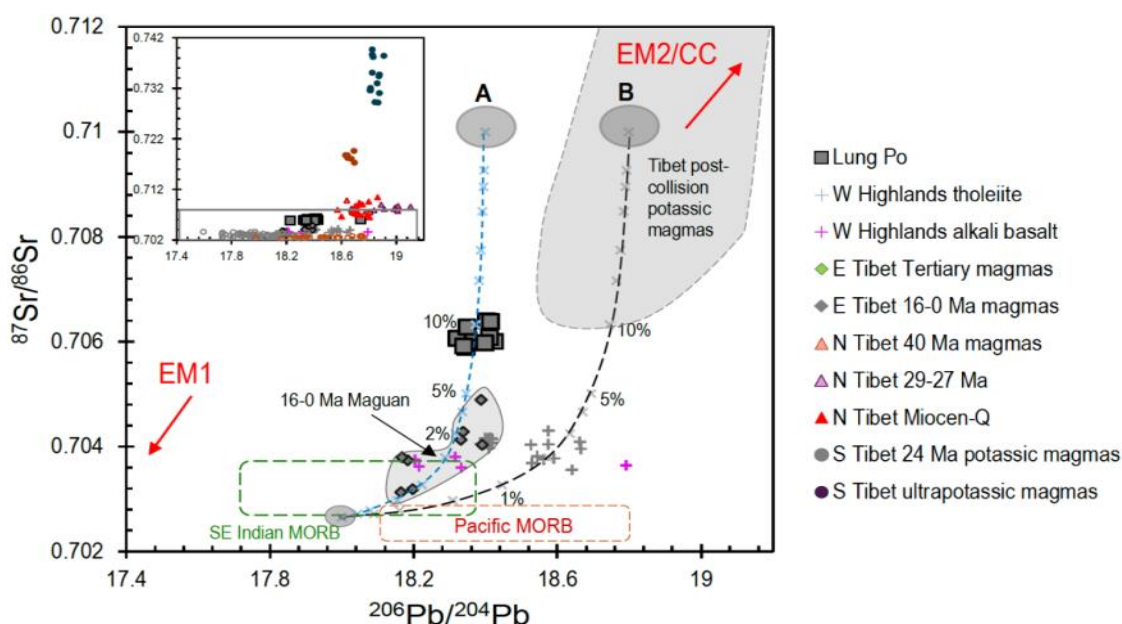 0.712
0.71
0.708
0.706
0.704
0.702
87Sr/86Sr
17.4
17.8
18.2
18.6
19
206Pb/204Pb
0.742
0.732
0.722
0.712
0.702
17.4
17.8
18.2
18.6
19
A
B
EM2/CC
Tibet post-
collision
potassic
magmas
10%
10%
EM1
5%
5%
16-0 Ma Maguan
2%
1%
SE Indian MORB
Pacific MORB
Lung Po
W Highlands tholeiite
W Highlands alkali basalt
E Tibet Tertiary magmas
E Tibet 16-0 Ma magmas
N Tibet 40 Ma magmas
N Tibet 29-27 Ma
N Tibet Miocen-Q
S Tibet 24 Ma potassic magmas
S Tibet ultrapotassic magmas